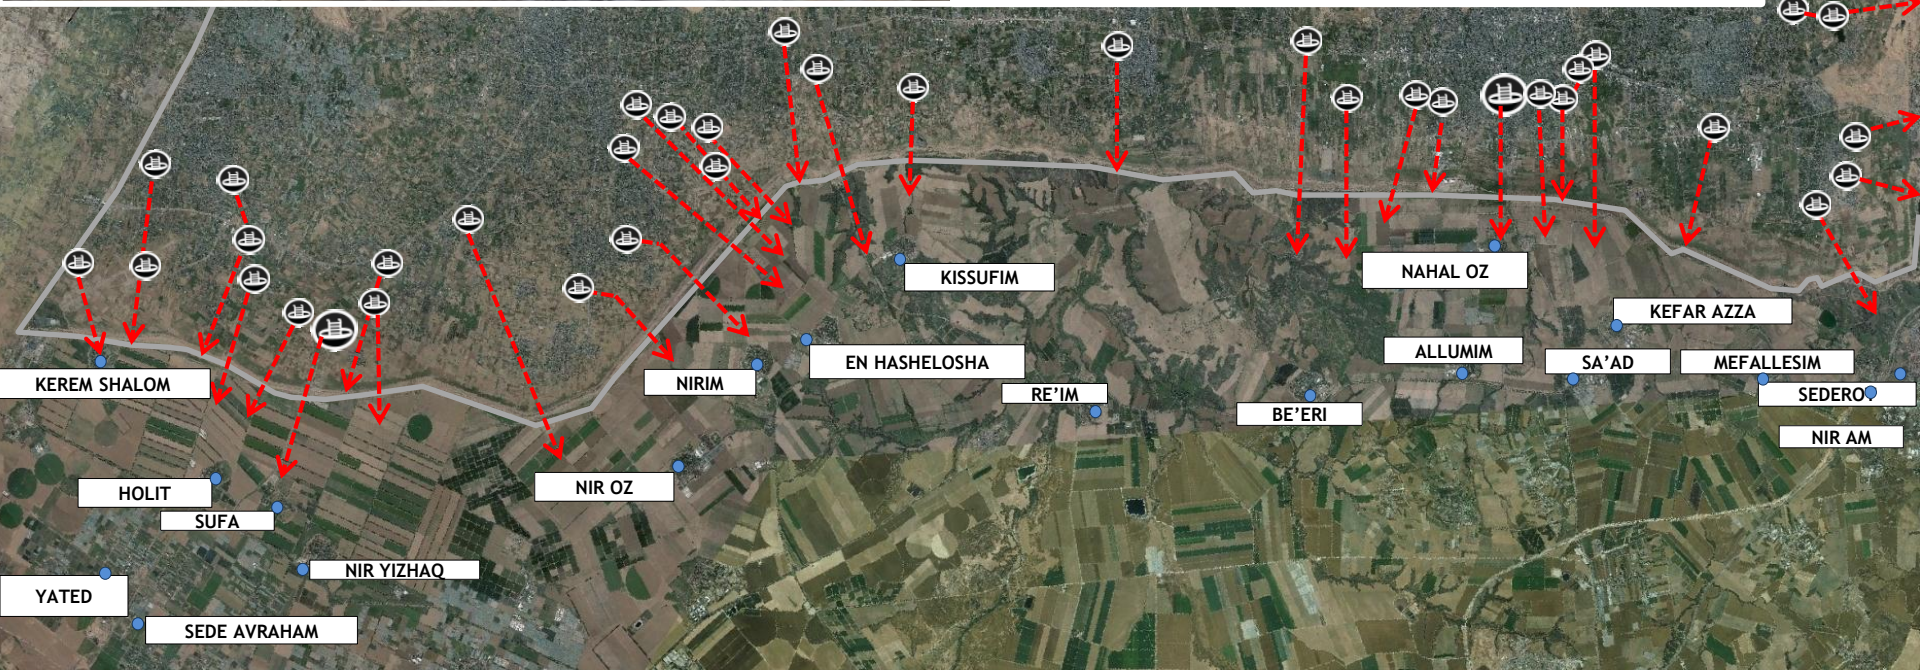 KISSUFIM
NAHAL OZ
KEFAR AZZA
EN HASHELOSHA
ALLUMIM
SA'AD
MEFALLESIM
KEREM SHALOM
NIRIM
RE'IM
BE'ERI
SEDERO
NIR AM
HOLIT
NIR OZ
SUFA
NIR YIZHAQ
YATED
SEDE AVRAHAM